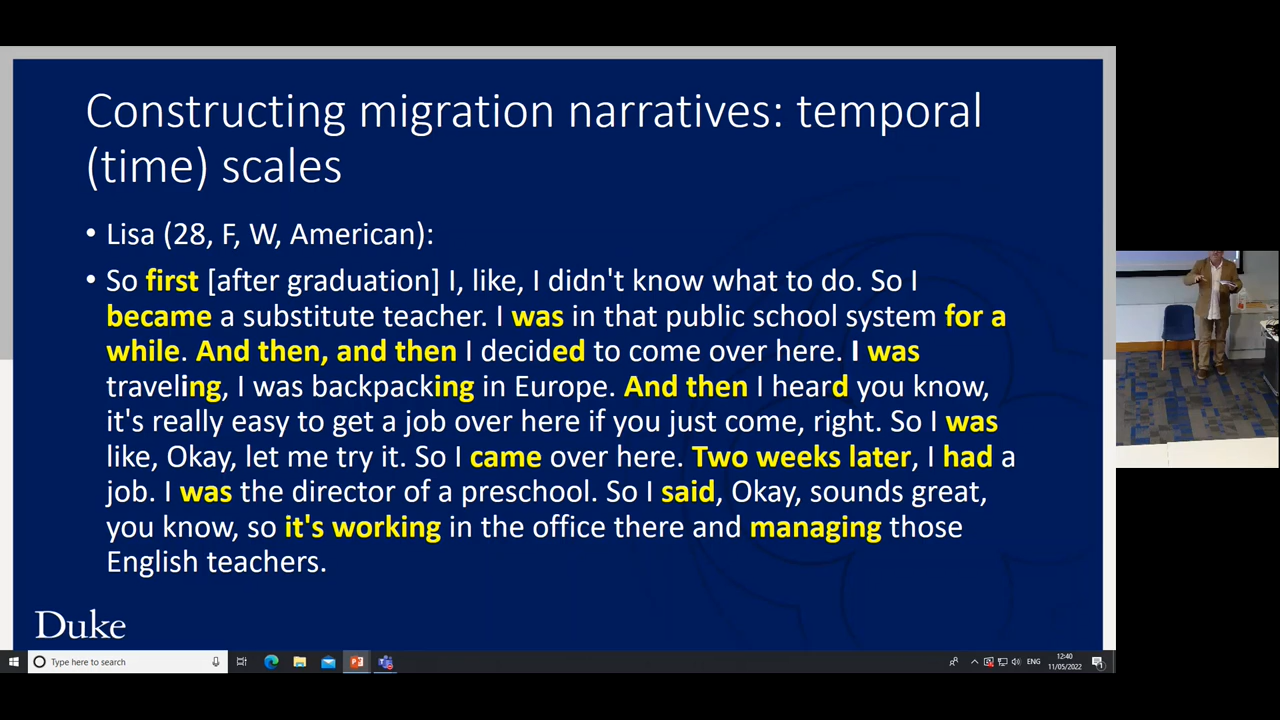 Constructing migration narratives: temporal
(time) scales
• Lisa (28, F, W, American):
• So first [after graduation] I, like, I didn't know what to do. So I
became a substitute teacher. I was in that public school system for a
while. And then, and then I decided to come over here. I was
traveling, I was backpacking in Europe. And then I heard you know,
it's really easy to get a job over here if you just come, right. So I was
like, Okay, let me try it. So I came over here. Two weeks later, I had a
job. I was the director of a preschool. So I said, Okay, sounds great,
you know, so it's working in the office there and managing those
English teachers.
Duke
Type here to search
ENG
12:40
11/05/2022